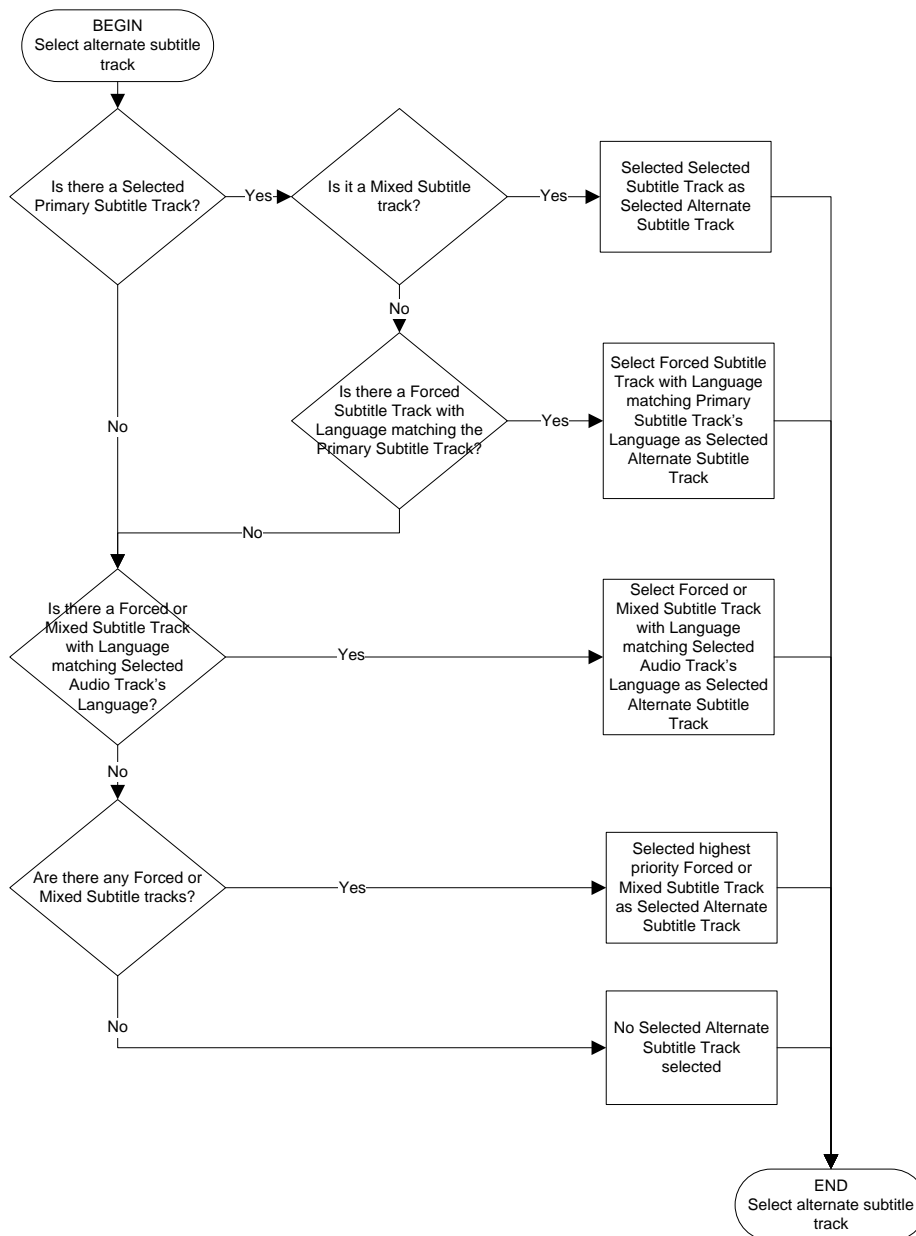 BEGIN
Select alternate subtitle
track
Is there a Selected
Primary Subtitle Track?
Yes
Is it a Mixed Subtitle
track?
Yes
Selected Selected
Subtitle Track as
Selected Alternate
Subtitle Track
No
No
Is there a Forced
Subtitle Track with
Language matching the
Primary Subtitle Track?
Yes
Select Forced Subtitle
Track with Language
matching Primary
Subtitle Track's
Language as Selected
Alternate Subtitle
Track
No
Is there a Forced or
Mixed Subtitle Track
with Language
matching Selected
Audio Track's
Language?
Yes
Select Forced or
Mixed Subtitle Track
with Language
matching Selected
Audio Track's
Language as Selected
Alternate Subtitle
Track
No
Are there any Forced or
Mixed Subtitle tracks?
Yes
Selected highest
priority Forced or
Mixed Subtitle Track
as Selected Alternate
Subtitle Track
No
No Selected Alternate
Subtitle Track
selected
END
Select alternate subtitle
track